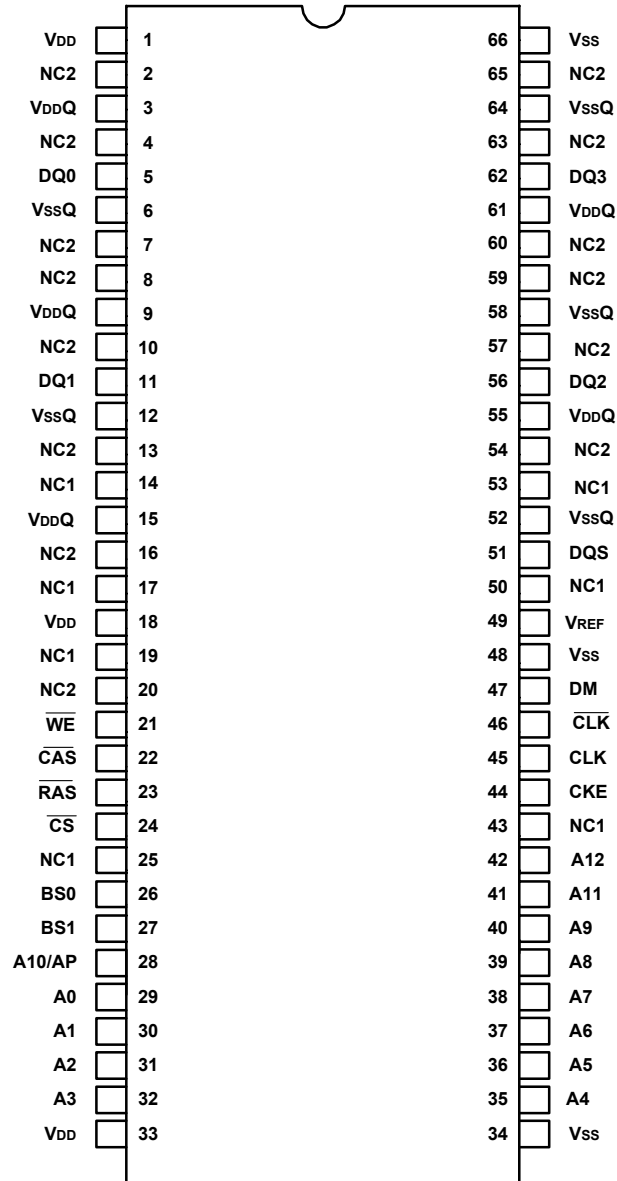 VDD 1 66 VSS
NC2 2 65 NC2
VDDQ 3 64 VSSQ
NC2 4 63 NC2
DQ0 5 62 DQ3
VSSQ 6 61 VDDQ
NC2 7 60 NC2
NC2 8 59 NC2
VDDQ 9 58 VSSQ
NC2 10 57 NC2
DQ1 11 56 DQ2
VSSQ 12 55 VDDQ
NC2 13 54 NC2
NC1 14 53 NC1
VDDQ 15 52 VSSQ
NC2 16 51 DQS
NC1 17 50 NC1
VDD 18 49 VREF
NC1 19 48 VSS
NC2 20 47 DM
W̅E̅ 21 46 C̅L̅K̅
C̅A̅S̅ 22 45 CLK
R̅A̅S̅ 23 44 CKE
C̅S̅ 24 43 NC1
NC1 25 42 A12
BS0 26 41 A11
BS1 27 40 A9
A10/AP 28 39 A8
A0 29 38 A7
A1 30 37 A6
A2 31 36 A5
A3 32 35 A4
VDD 33 34 VSS